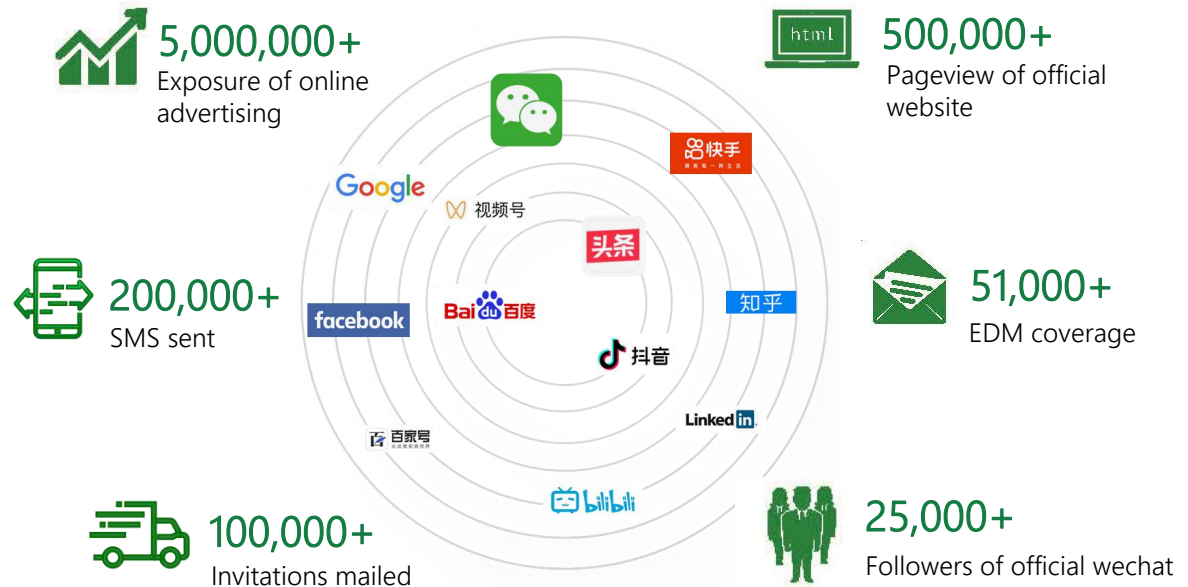 5,000,000+
Exposure of online
advertising
html
500,000+
Pageview of official
website
快手
Google
视频号
头条
200,000+
SMS sent
facebook
Bai du 百度
知乎
51,000+
EDM coverage
抖音
Linked in
百家号
bilibili
100,000+
Invitations mailed
25,000+
Followers of official wechat